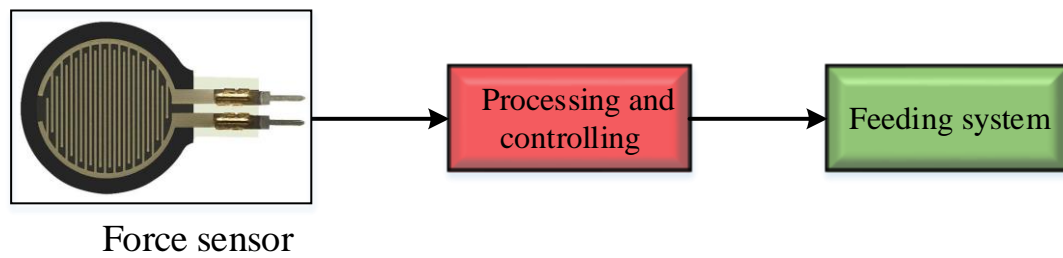 Processing and
controlling
Feeding system
Force sensor